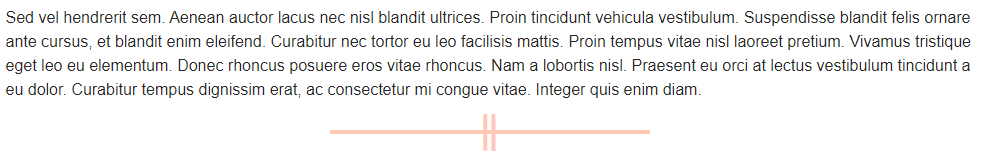 Sed vel hendrerit sem. Aenean auctor lacus nec nisl blandit ultrices. Proin tincidunt vehicula vestibulum. Suspendisse blandit felis ornare
ante cursus, et blandit enim eleifend. Curabitur nec tortor eu leo facilisis mattis. Proin tempus vitae nisl laoreet pretium. Vivamus tristique
eget leo eu elementum. Donec rhoncus posuere eros vitae rhoncus. Nam a lobortis nisl. Praesent eu orci at lectus vestibulum tincidunt a
eu dolor. Curabitur tempus dignissim erat, ac consectetur mi congue vitae. Integer quis enim diam.